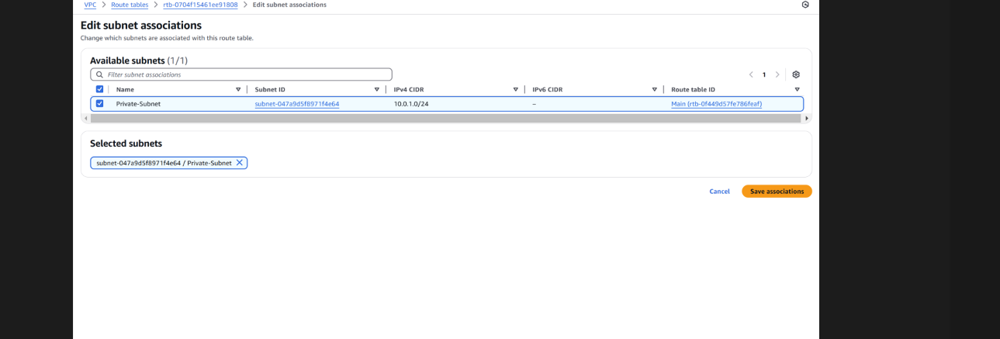 VPC > Route tables > rtb-0704f15461ee91808 > Edit subnet associations
Edit subnet associations
Change which subnets are associated with this route table.
Available subnets (1/1)
Filter subnet associations
< 1 >
Name Subnet ID IPv4 CIDR IPv6 CIDR Route table ID
Private-Subnet subnet-047a9d5f8971f4e64 10.0.1.0/24 – Main (rtb-0f449d57fe786feaf)
Selected subnets
subnet-047a9d5f8971f4e64 / Private-Subnet
Cancel Save associations